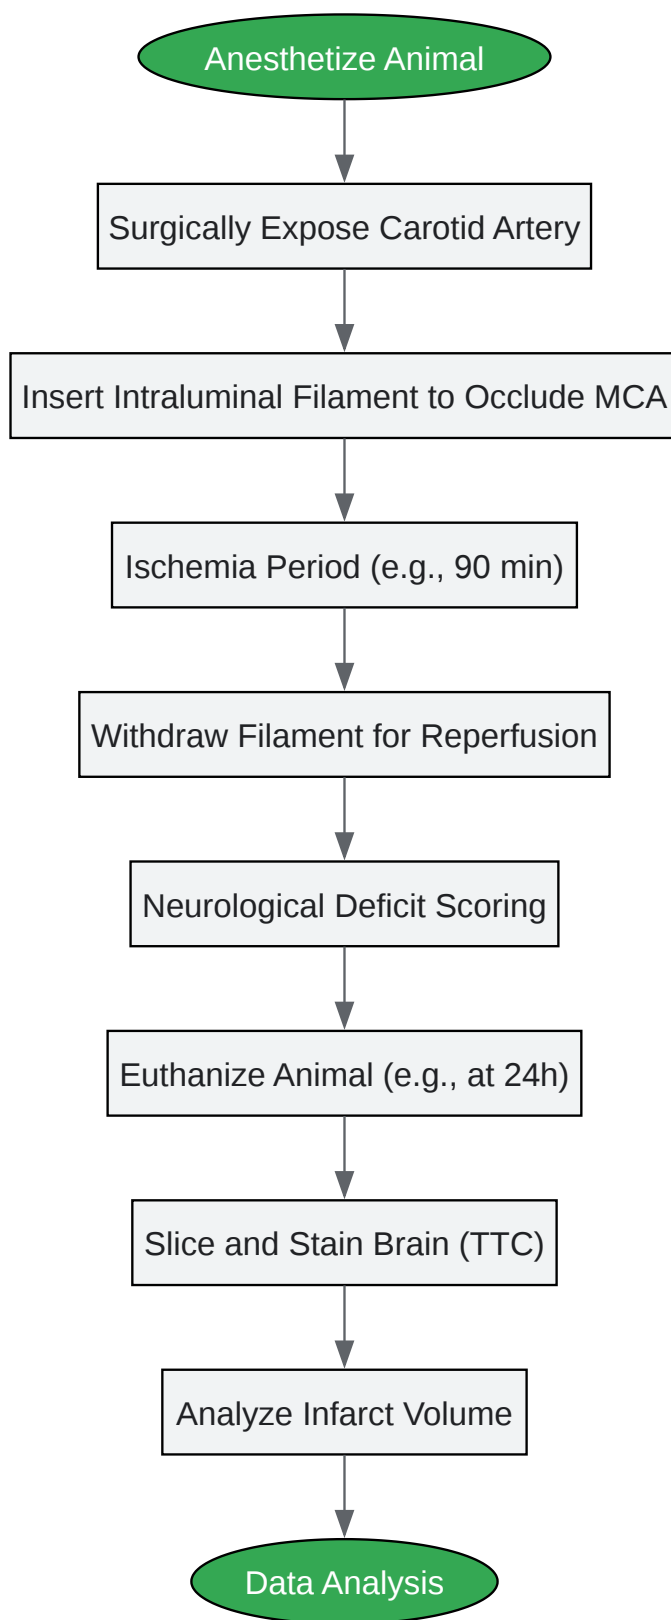 Anesthetize Animal
Surgically Expose Carotid Artery
Insert Intraluminal Filament to Occlude MCA
Ischemia Period (e.g., 90 min)
Withdraw Filament for Reperfusion
Neurological Deficit Scoring
Euthanize Animal (e.g., at 24h)
Slice and Stain Brain (TTC)
Analyze Infarct Volume
Data Analysis